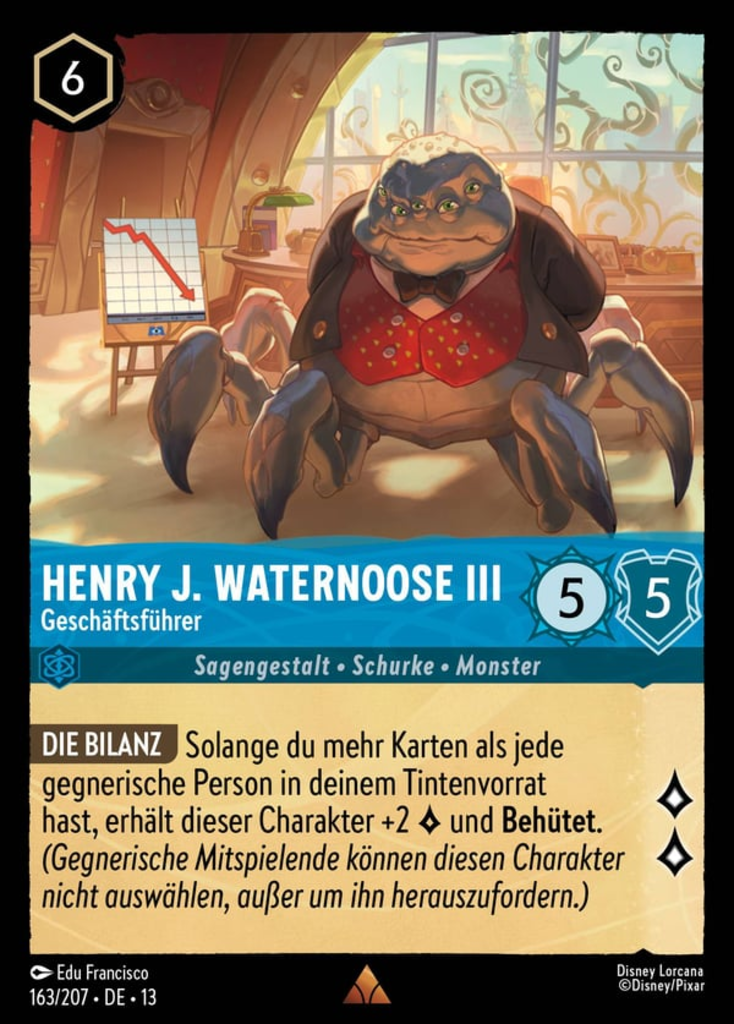 6
HENRY J. WATERNOOSE III
Geschäftsführer
5
5
Sagengestalt • Schurke • Monster
DIE BILANZ Solange du mehr Karten als jede
gegnerische Person in deinem Tintenvorrat
hast, erhält dieser Charakter +2 und Behütet.
(Gegnerische Mitspielende können diesen Charakter
nicht auswählen, außer um ihn herauszufordern.)
Edu Francisco
163/207 • DE • 13
Disney Lorcana
©Disney/Pixar